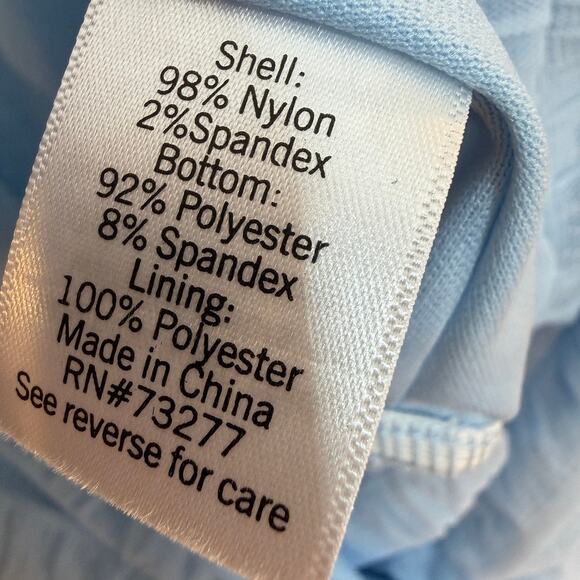 Shell:
98% Nylon
2%Spandex
Bottom:
92% Polyester
8% Spandex
Lining:
100% Polyester
Made in China
RN#73277
See reverse for care